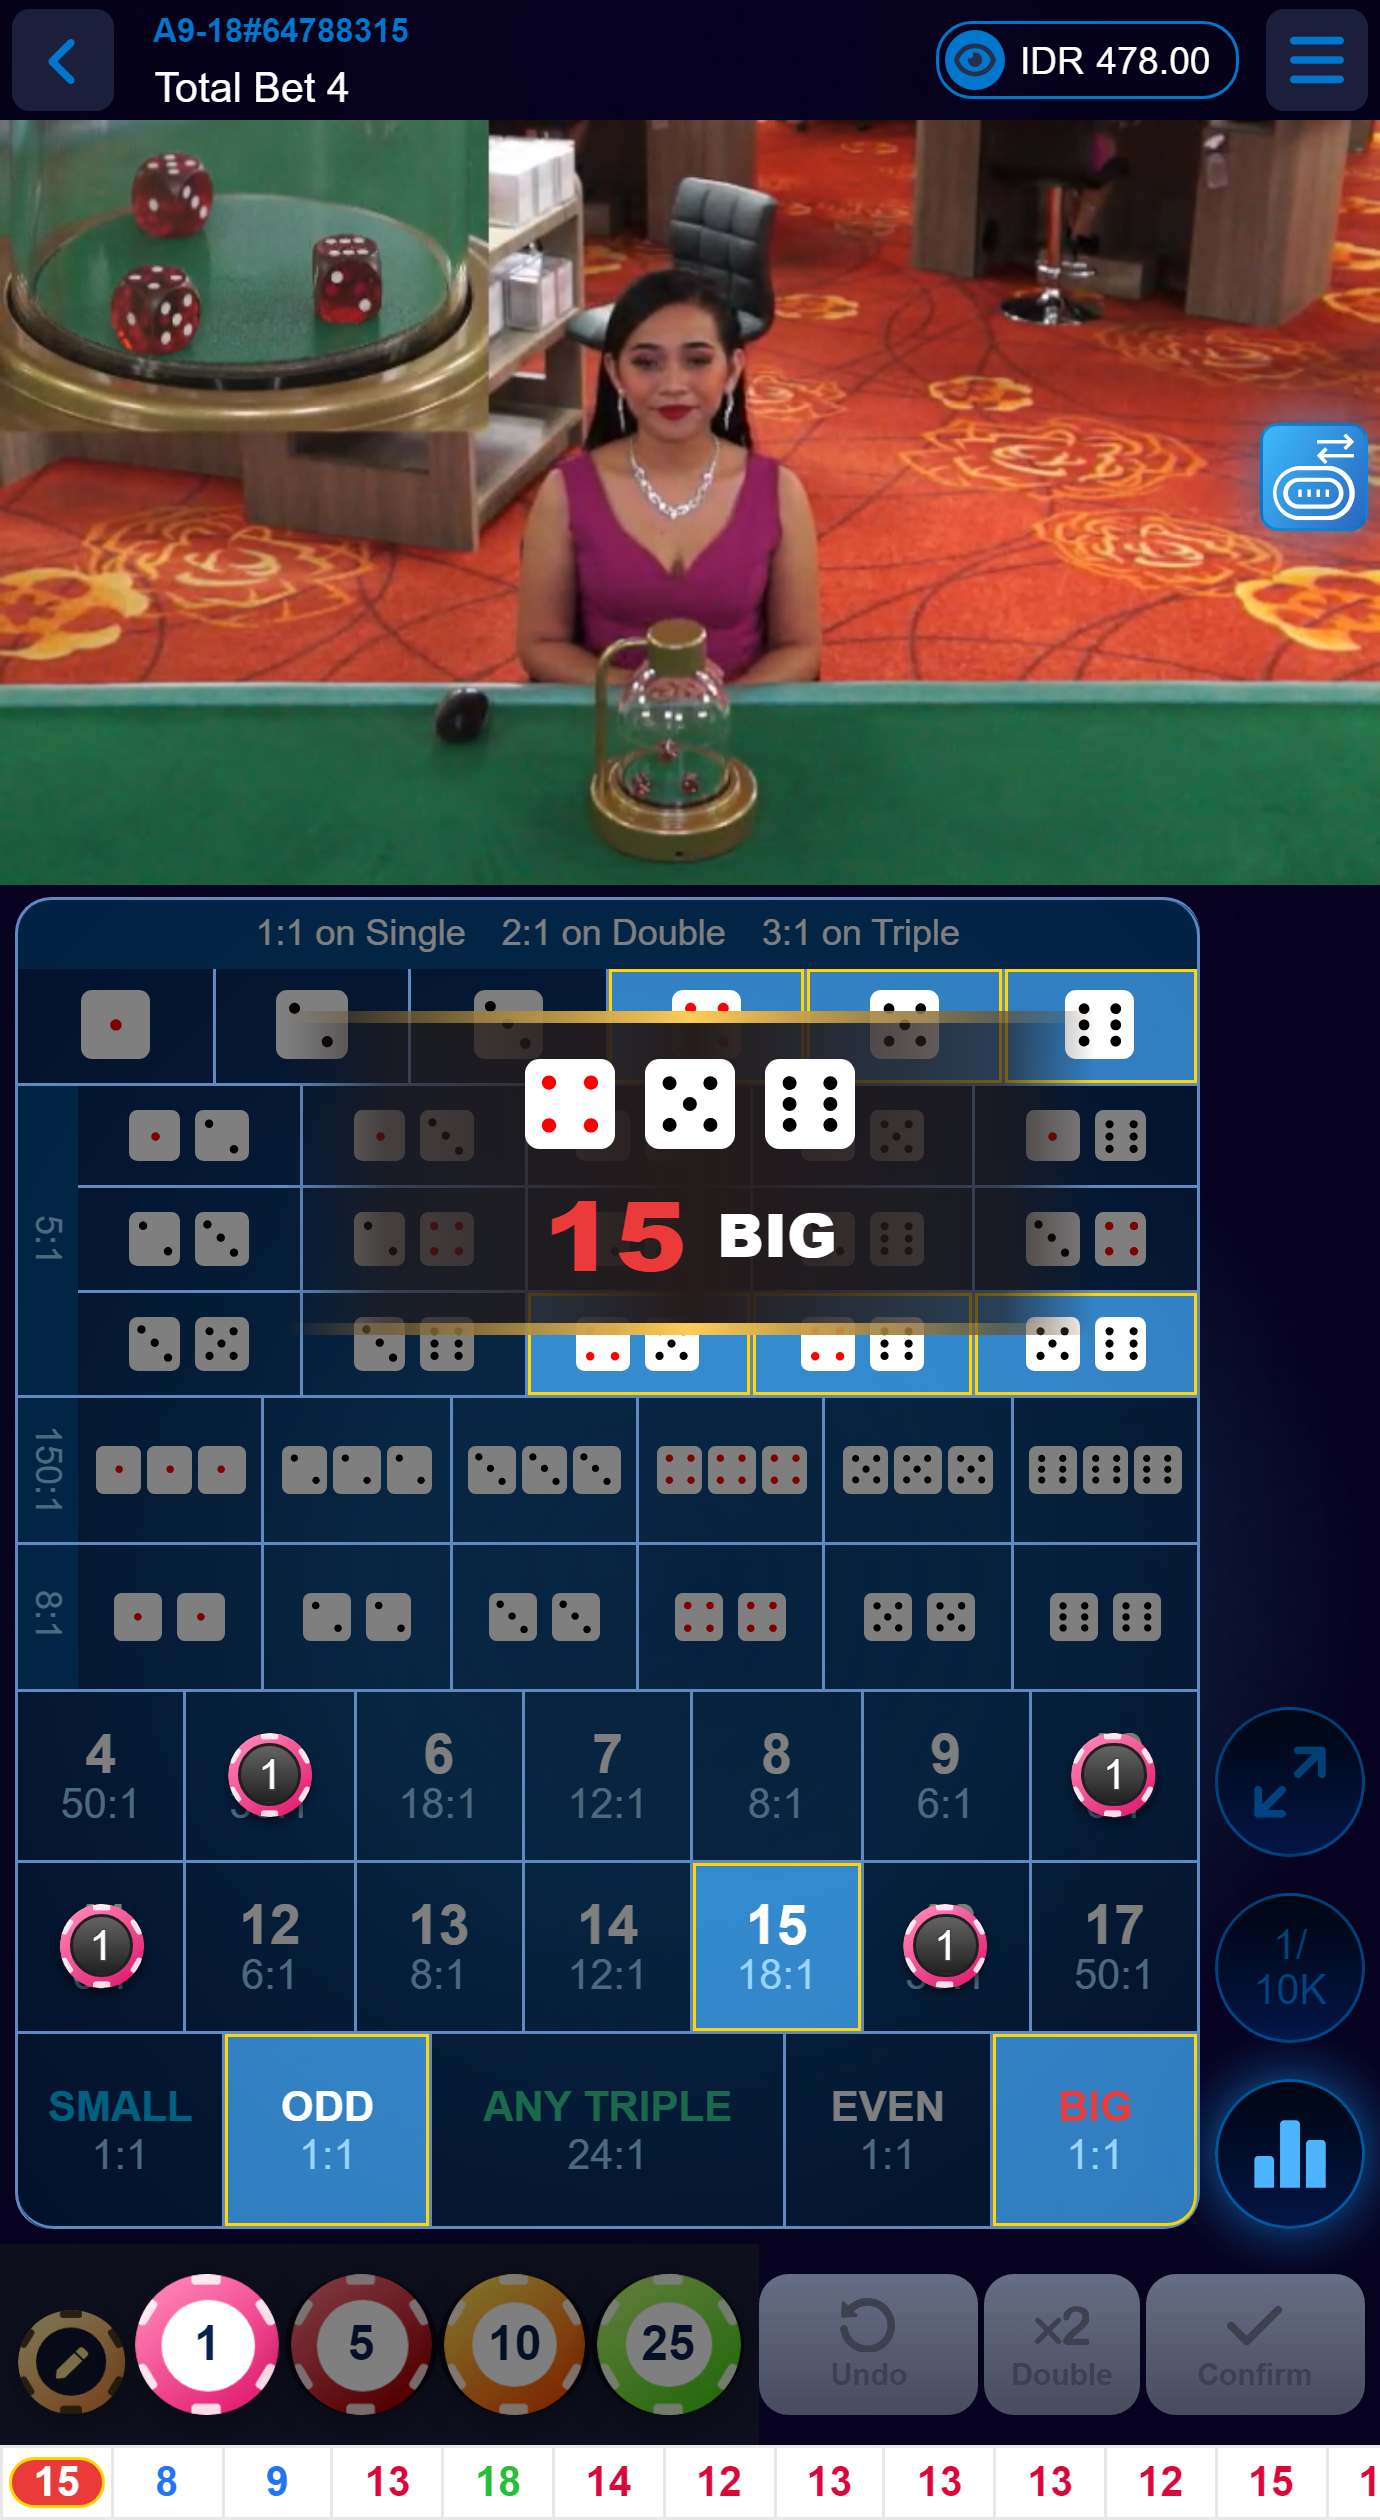 A9-18#64788315
Total Bet 4
IDR 478.00
1:1 on Single 2:1 on Double 3:1 on Triple
15 BIG
5:1
150:1
8:1
4 6 7 8 9
50:1 1 18:1 12:1 8:1 6:1 1
12 13 14 15 17
1 6:1 8:1 12:1 18:1 1 50:1
1/
10K
SMALL ODD ANY TRIPLE EVEN BIG
1:1 1:1 24:1 1:1 1:1
1 5 10 25
x2
Undo Double Confirm
15 8 9 13 18 14 12 13 13 13 12 15